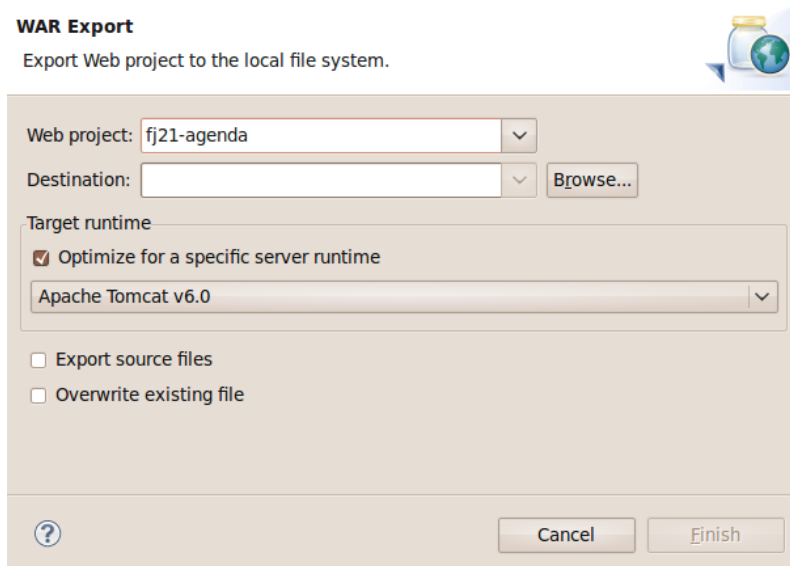 WAR Export
Export Web project to the local file system.
Web project: fj21-agenda
Destination: Browse...
Target runtime
Optimize for a specific server runtime
Apache Tomcat v6.0
Export source files
Overwrite existing file
? Cancel Finish